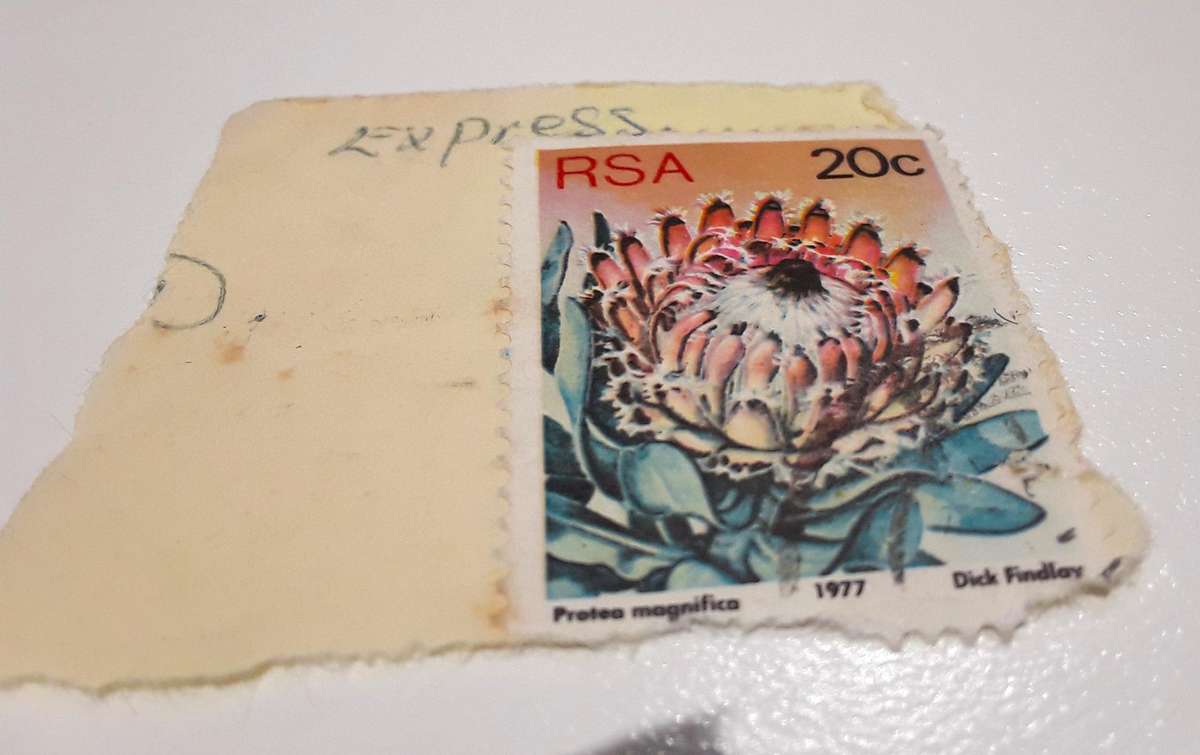 Express
RSA 20c
Protea magnifica 1977 Dick Findlay